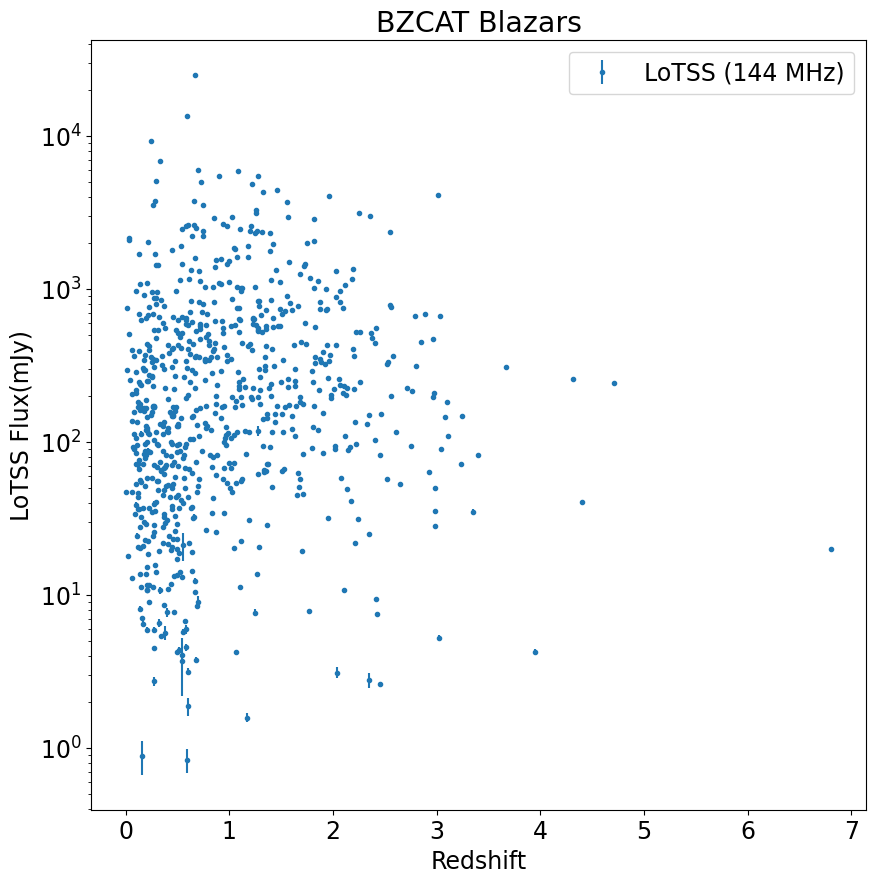 BZCAT Blazars
LoTSS (144 MHz)
LoTSS Flux(mJy)
10^4
10^3
10^2
10^1
10^0
0 1 2 3 4 5 6 7
Redshift